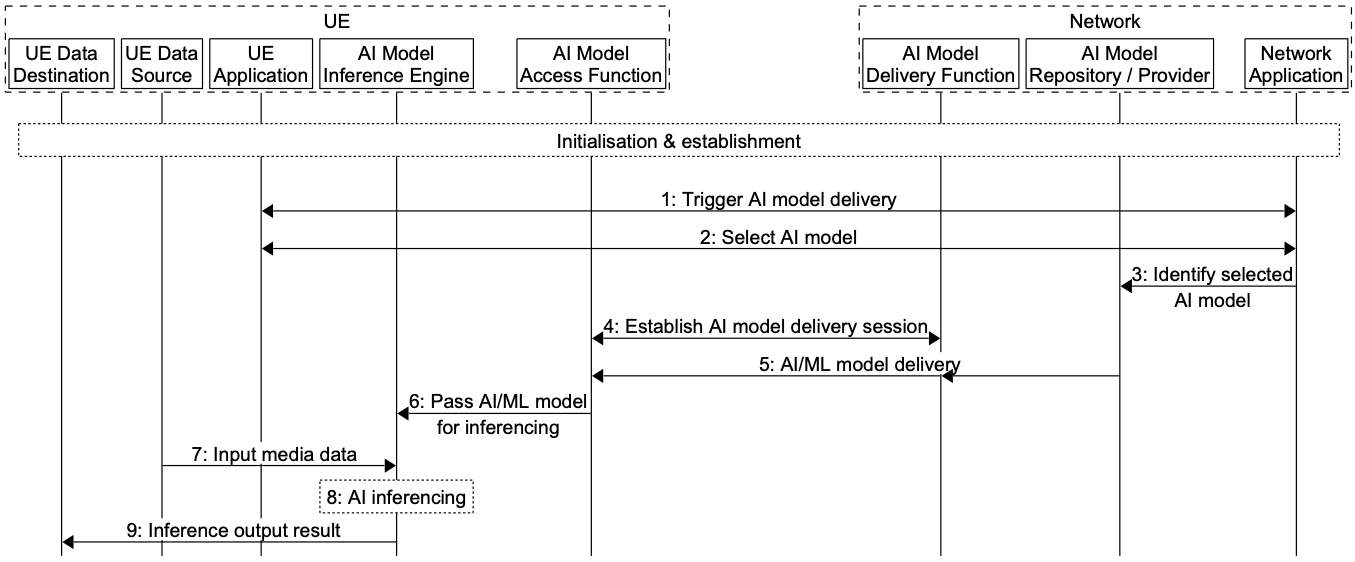 UE
Network
UE Data
Destination
UE Data
Source
UE
Application
AI Model
Inference Engine
AI Model
Access Function
AI Model
Delivery Function
AI Model
Repository / Provider
Network
Application
Initialisation & establishment
1: Trigger AI model delivery
2: Select AI model
3: Identify selected
AI model
4: Establish AI model delivery session
5: AI/ML model delivery
6: Pass AI/ML model
for inferencing
7: Input media data
8: AI inferencing
9: Inference output result